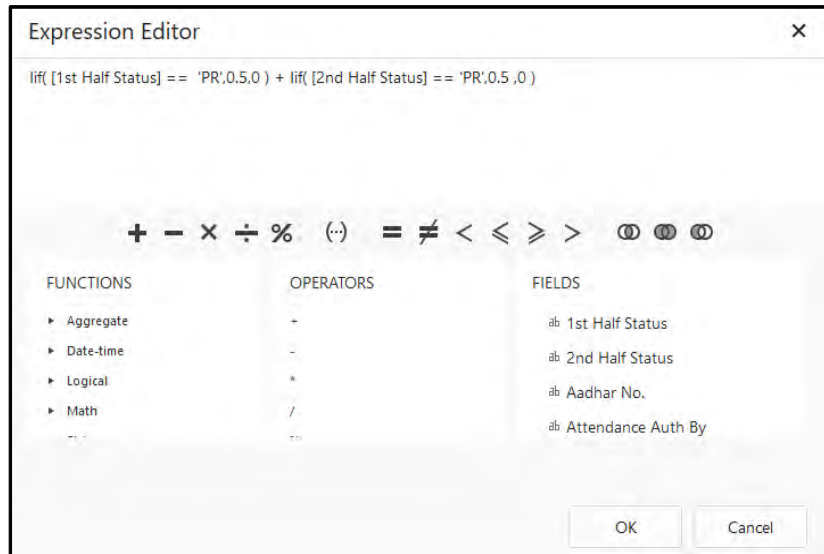 Expression Editor ×
Iif( [1st Half Status] ==  'PR',0.5,0 ) + Iif( [2nd Half Status] == 'PR',0.5 ,0 )
+ − × ÷ % (···) = ≠ < ⩽ ⩾ >
FUNCTIONS OPERATORS FIELDS
Aggregate + ab 1st Half Status
Date-time - ab 2nd Half Status
Logical * ab Aadhar No.
Math / ab Attendance Auth By
OK Cancel